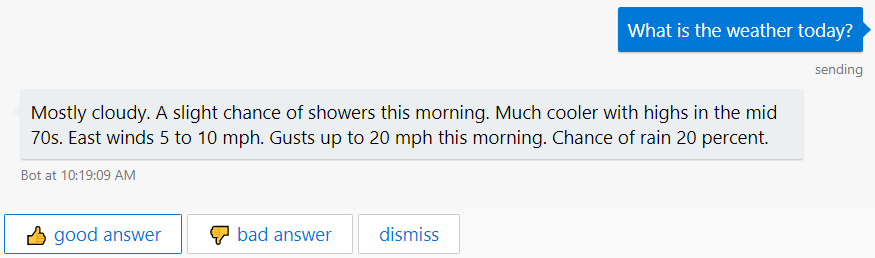 What is the weather today?
sending
Mostly cloudy. A slight chance of showers this morning. Much cooler with highs in the mid
70s. East winds 5 to 10 mph. Gusts up to 20 mph this morning. Chance of rain 20 percent.
Bot at 10:19:09 AM
👍 good answer 👎 bad answer dismiss